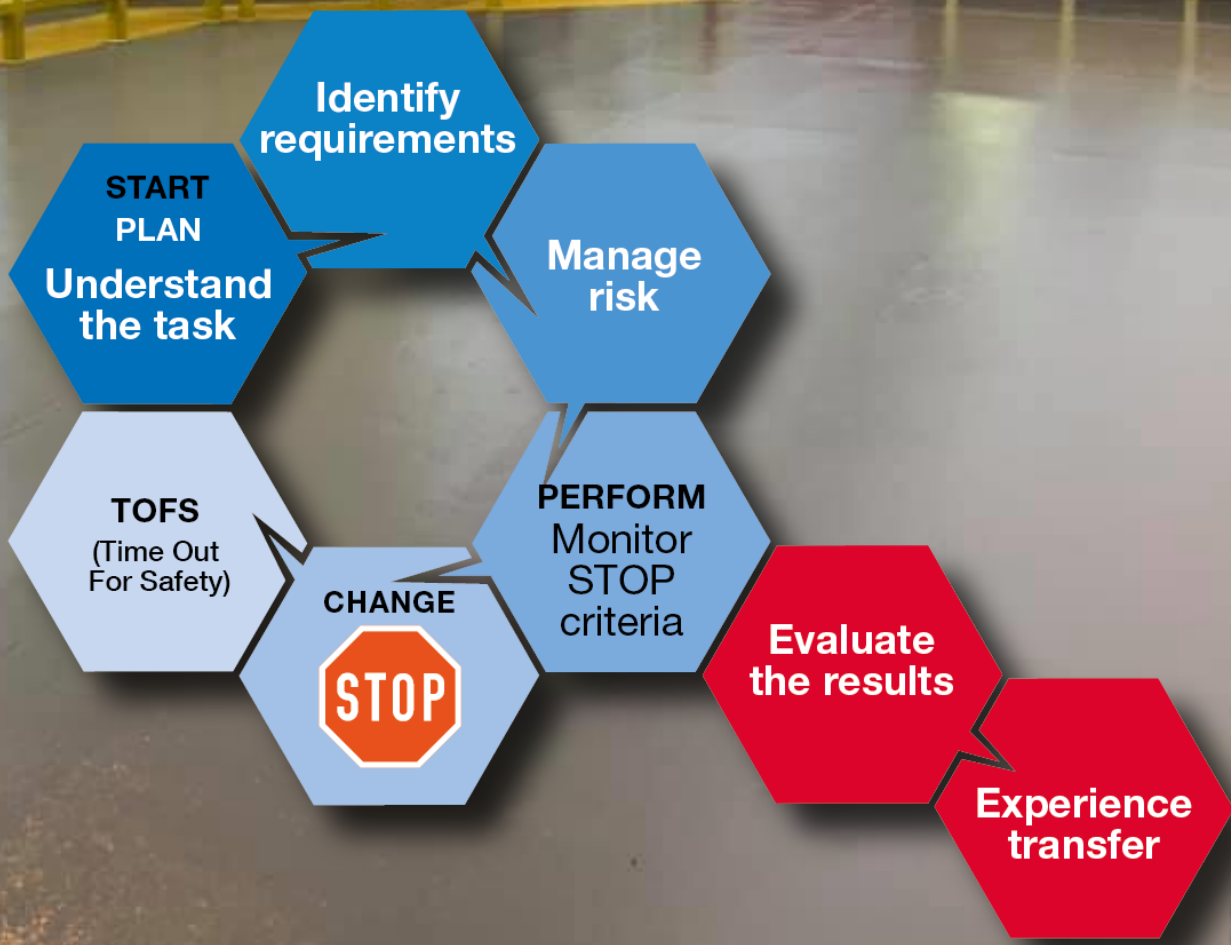 Identify
requirements
START
PLAN
Understand
the task
Manage
risk
PERFORM
Monitor
STOP
criteria
TOFS
(Time Out
For Safety)
CHANGE
STOP
Evaluate
the results
Experience
transfer